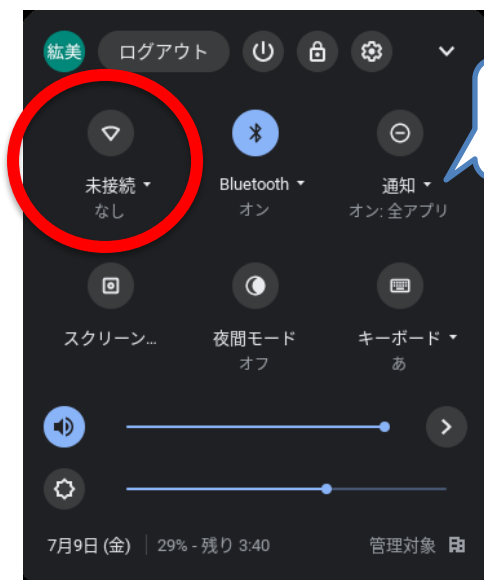 紘美 ログアウト
未接続 Bluetooth 通知
なし オン オン: 全アプリ
スクリーン... 夜間モード キーボード
オフ あ
7月9日 (金) 29% - 残り 3:40 管理対象